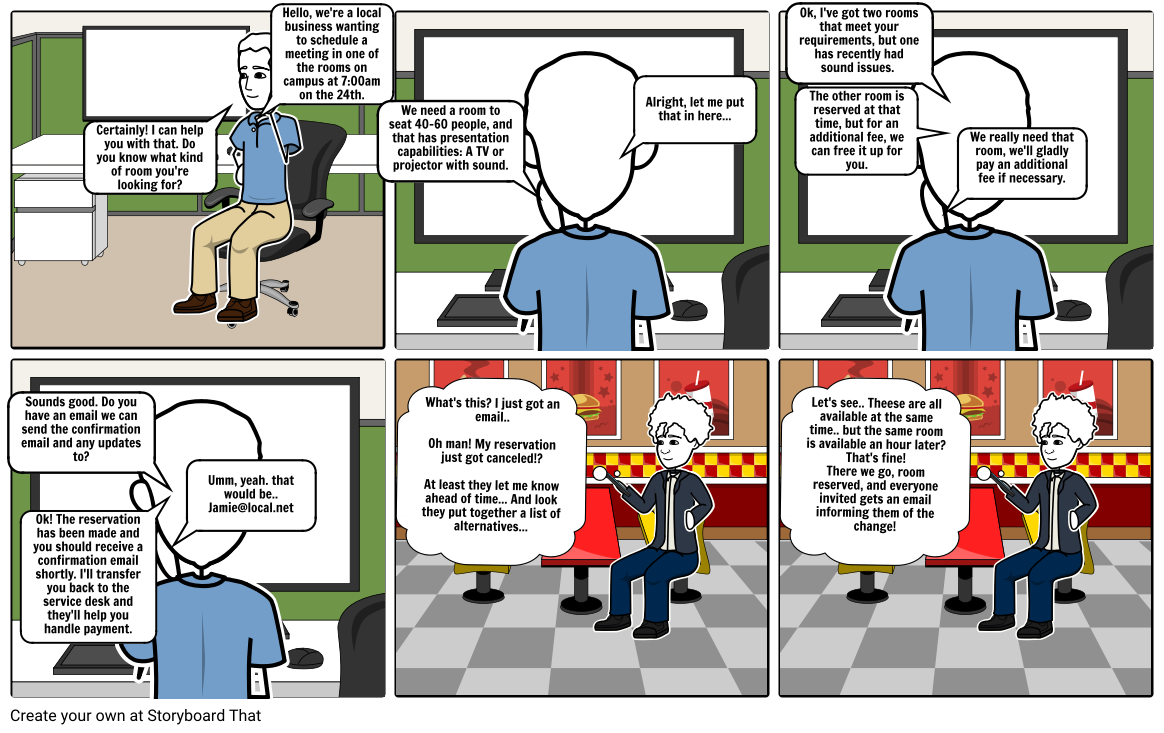 Hello, we're a local
business wanting
to schedule a
meeting in one of
the rooms on
campus at 7:00am
on the 24th.
Certainly! I can help
you with that. Do
you know what kind
of room you're
looking for?
We need a room to
seat 40-60 people, and
that has presentation
capabilities: A TV or
projector with sound.
Alright, let me put
that in here...
Ok, I've got two rooms
that meet your
requirements, but one
has recently had
sound issues.
The other room is
reserved at that
time, but for an
additional fee, we
can free it up for
you.
We really need that
room, we'll gladly
pay an additional
fee if necessary.
Sounds good. Do you
have an email we can
send the confirmation
email and any updates
to?
Umm, yeah. that
would be..
Jamie@local.net
Ok! The reservation
has been made and
you should receive a
confirmation email
shortly. I'll transfer
you back to the
service desk and
they'll help you
handle payment.
What's this? I just got an
email..
Oh man! My reservation
just got canceled!?
At least they let me know
ahead of time... And look
they put together a list of
alternatives...
Let's see.. Theese are all
available at the same
time.. but the same room
is available an hour later?
That's fine!
There we go, room
reserved, and everyone
invited gets an email
informing them of the
change!
Create your own at Storyboard That